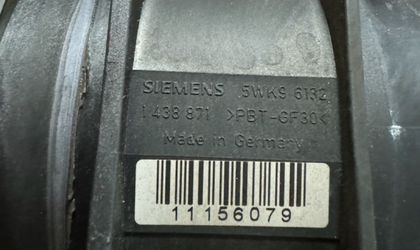 SIEMENS 5WK9 6132
1 438 871 >PBT-GF30<
Made in Germany
11156079